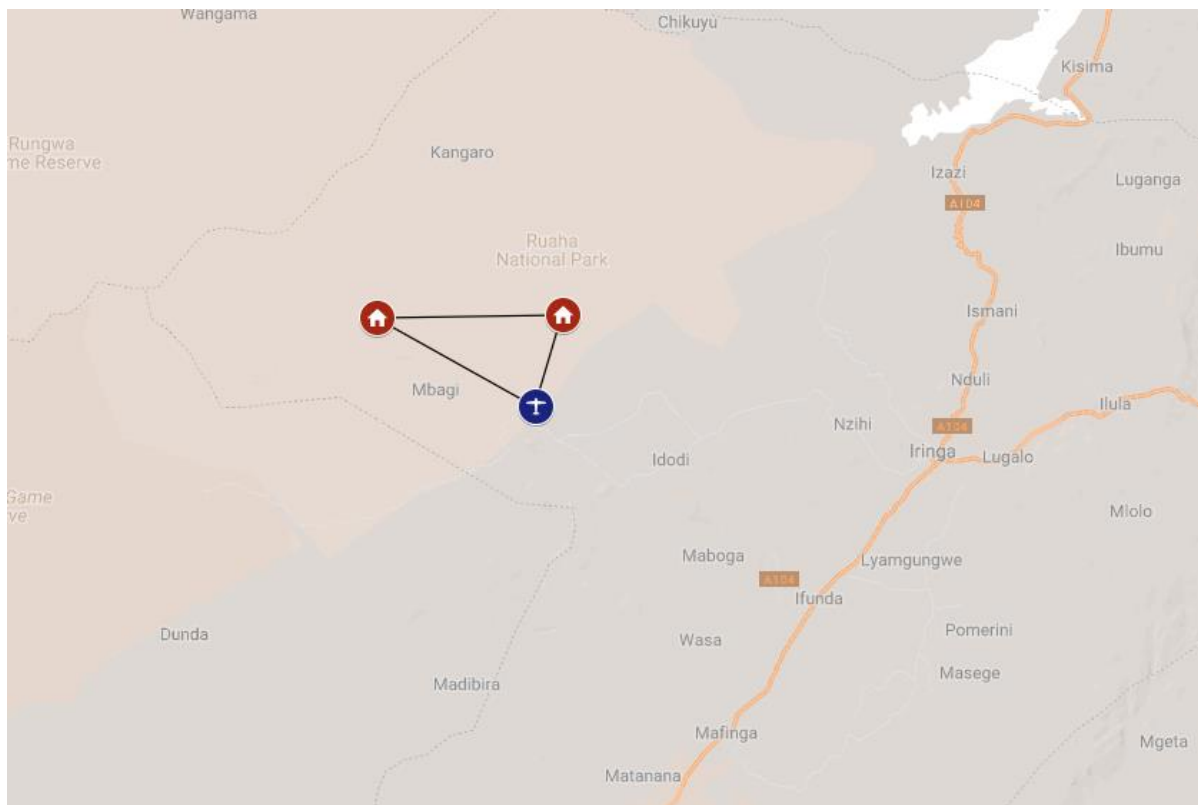 Wangama
Chikuyu
Kisima
Rungwa
me Reserve
Kangaro
Izazi
Luganga
A104
Ruaha
National Park
Ibumu
Ismani
Mbagi
Nduli
Ilula
Nzihi
A104
Iringa
Lugalo
Idodi
Game
ve
Mlolo
Maboga
Lyamgungwe
A104
Ifunda
Dunda
Wasa
Pomerini
Masege
Madibira
Mafinga
Mgeta
Matanana